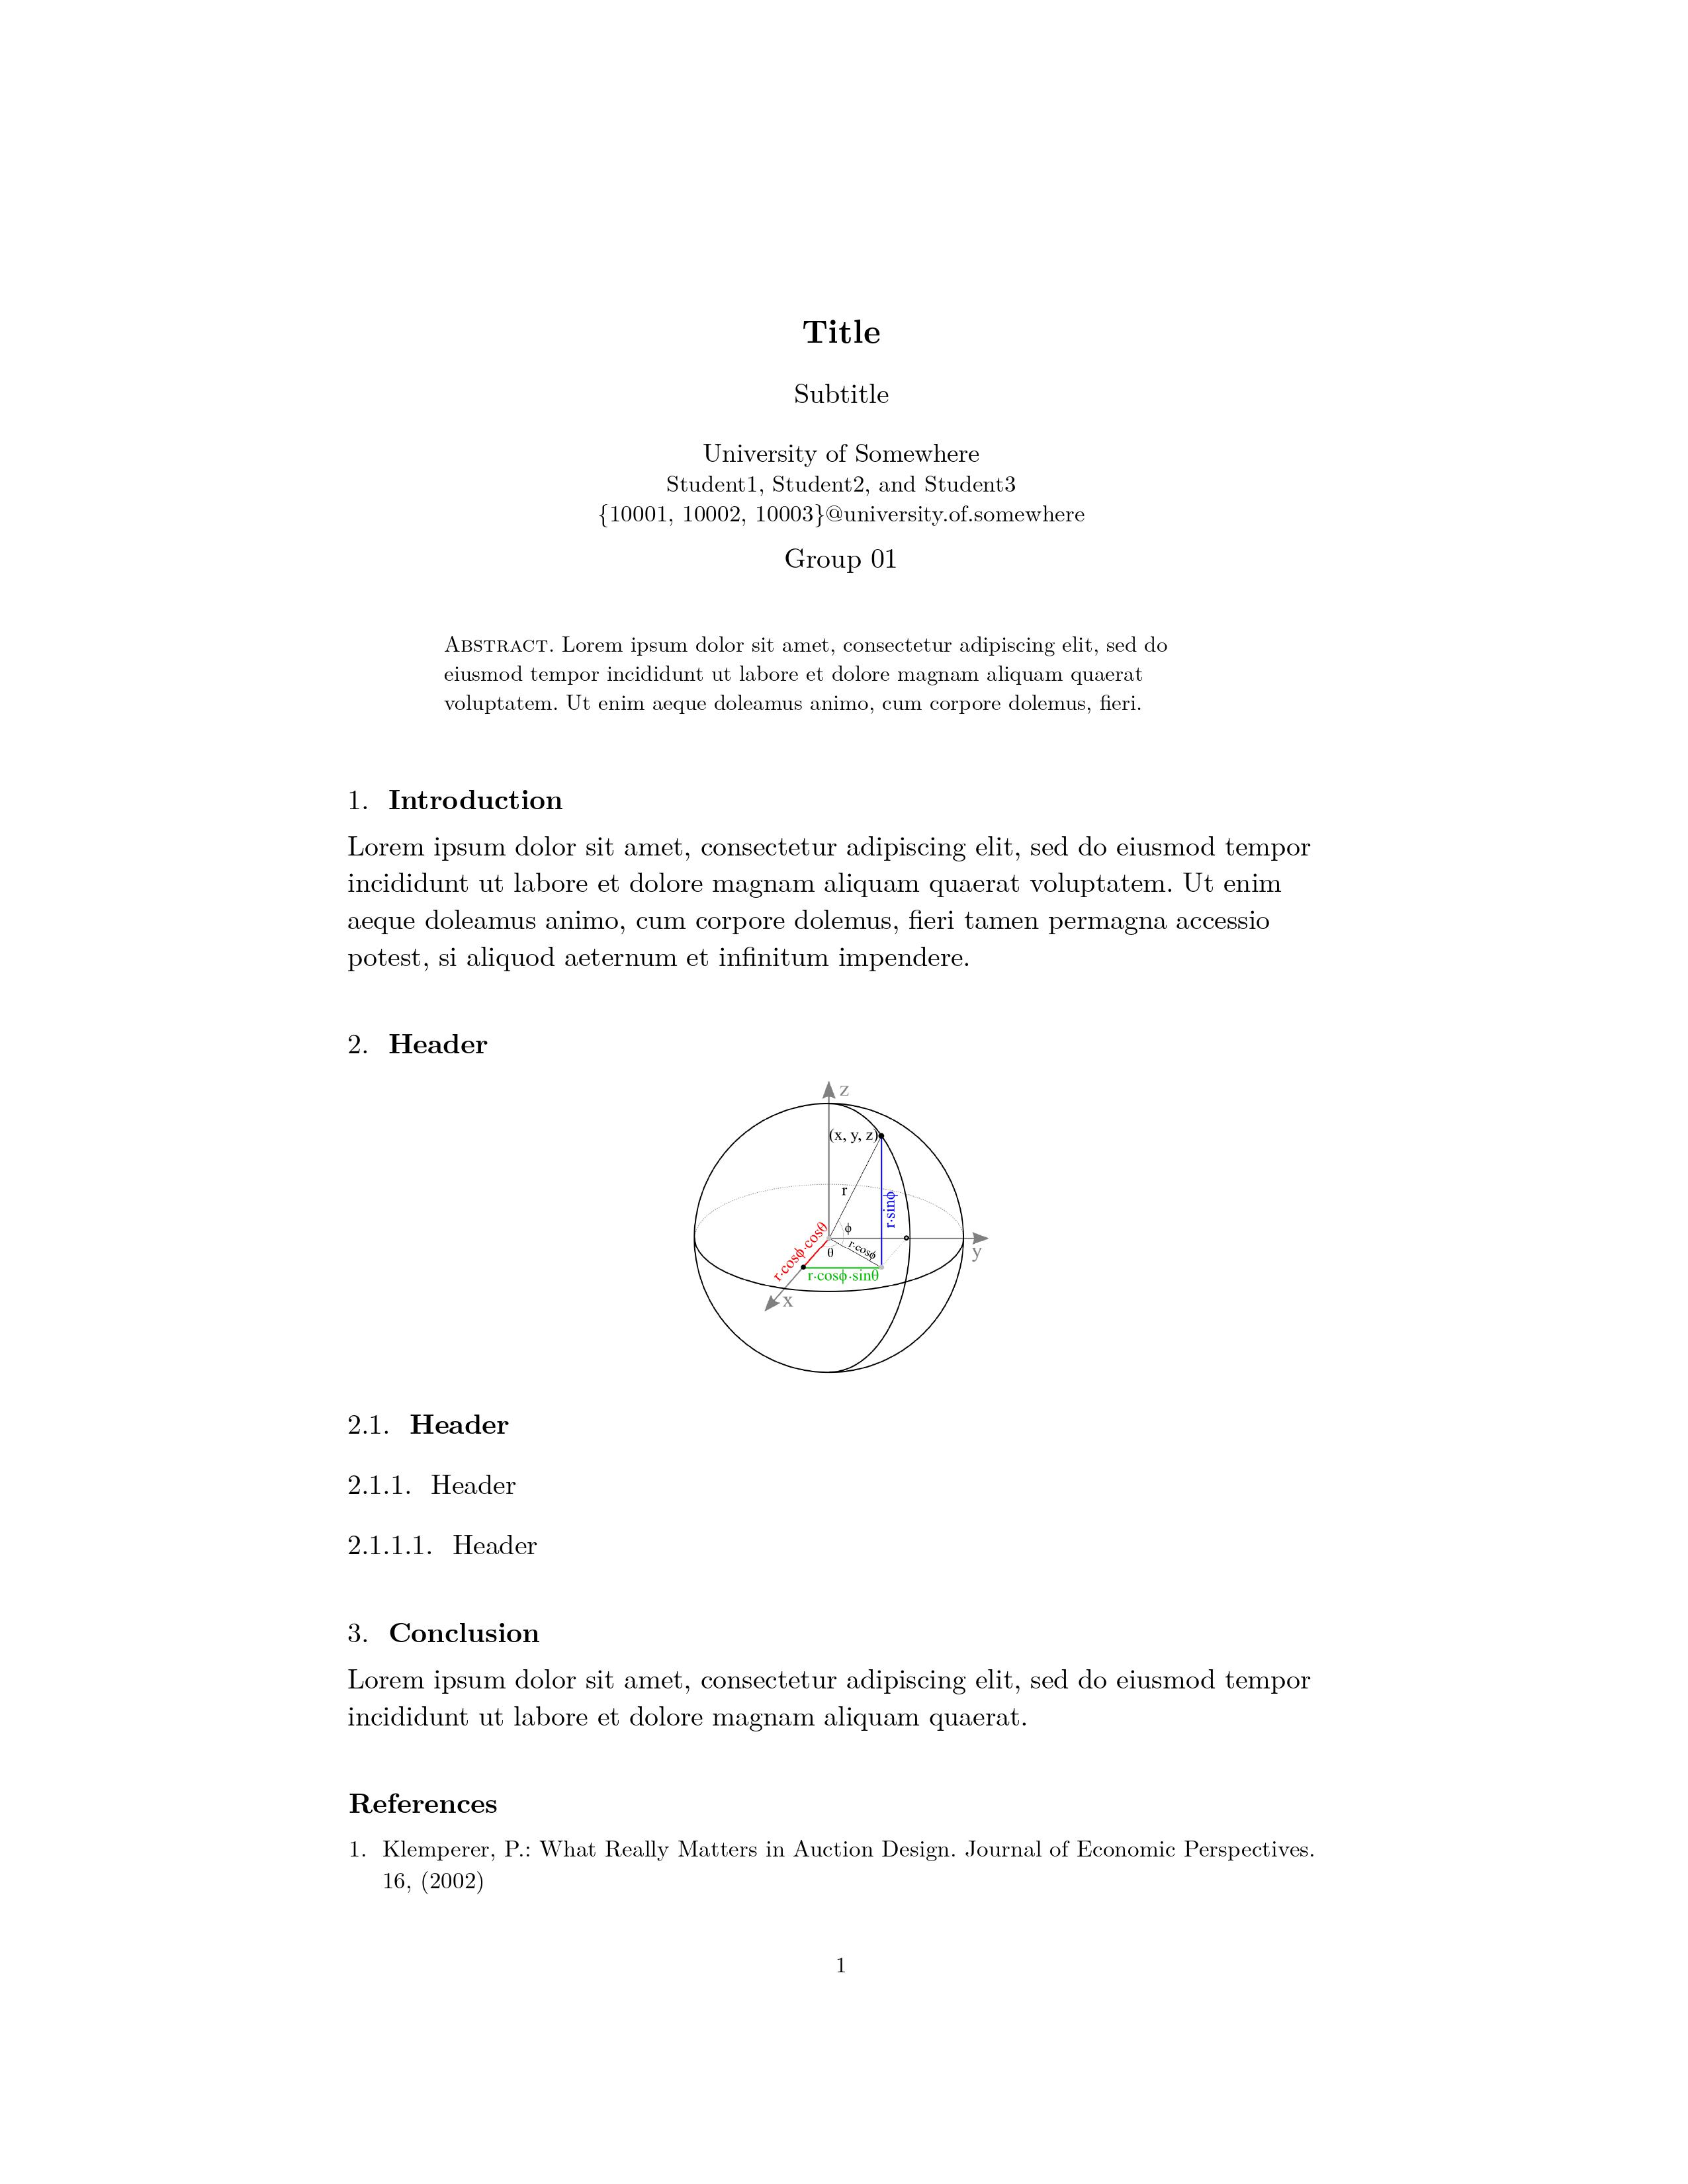 Title
Subtitle
University of Somewhere
Student1, Student2, and Student3
{10001, 10002, 10003}@university.of.somewhere
Group 01
Abstract. Lorem ipsum dolor sit amet, consectetur adipiscing elit, sed do
eiusmod tempor incididunt ut labore et dolore magnam aliquam quaerat
voluptatem. Ut enim aeque doleamus animo, cum corpore dolemus, fieri.
1. Introduction
Lorem ipsum dolor sit amet, consectetur adipiscing elit, sed do eiusmod tempor
incididunt ut labore et dolore magnam aliquam quaerat voluptatem. Ut enim
aeque doleamus animo, cum corpore dolemus, fieri tamen permagna accessio
potest, si aliquod aeternum et infinitum impendere.
2. Header
z
(x, y, z)
r
r·sinϕ
ϕ
r·cosϕ·cosθ
r·cosϕ
θ
y
r·cosϕ·sinθ
x
2.1. Header
2.1.1. Header
2.1.1.1. Header
3. Conclusion
Lorem ipsum dolor sit amet, consectetur adipiscing elit, sed do eiusmod tempor
incididunt ut labore et dolore magnam aliquam quaerat.
References
1. Klemperer, P.: What Really Matters in Auction Design. Journal of Economic Perspectives.
16, (2002)
1